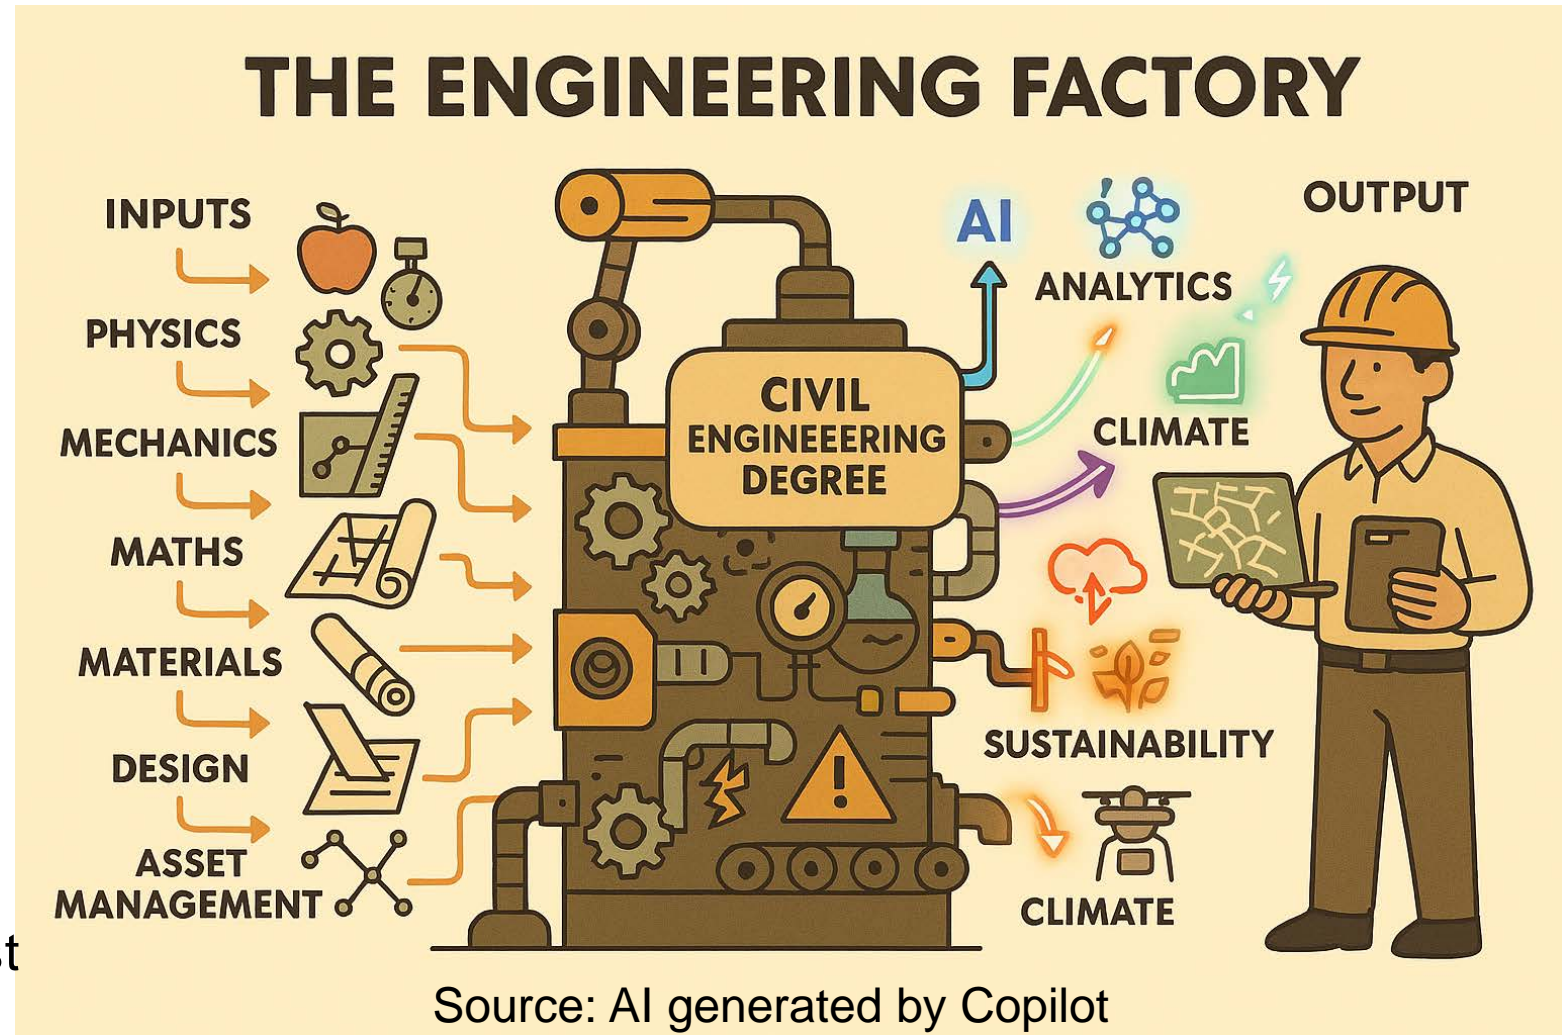 THE ENGINEERING FACTORY
INPUTS
PHYSICS
MECHANICS
MATHS
MATERIALS
DESIGN
ASSET
MANAGEMENT
CIVIL
ENGINEEERING
DEGREE
AI
ANALYTICS
CLIMATE
SUSTAINABILITY
CLIMATE
OUTPUT
Source: AI generated by Copilot